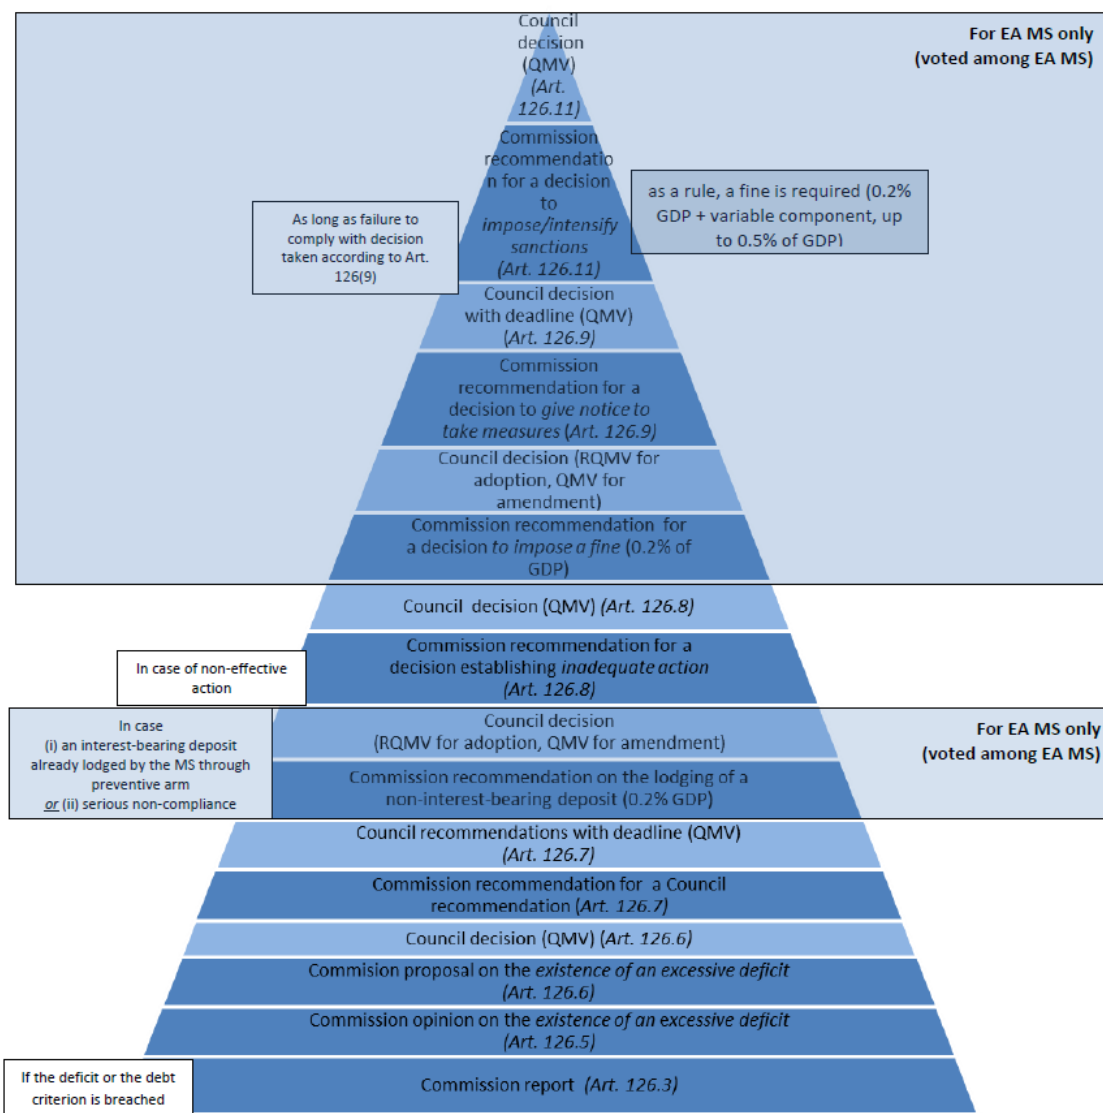 Council
decision
(QMV)
(Art.
126.11)
For EA MS only
(voted among EA MS)
Commission
recommendatio
n for a decision
to
impose/intensify
sanctions
(Art. 126.11)
as a rule, a fine is required (0.2%
GDP + variable component, up
to 0.5% of GDP)
As long as failure to
comply with decision
taken according to Art.
126(9)
Council decision
with deadline (QMV)
(Art. 126.9)
Commission
recommendation for a
decision to give notice to
take measures (Art. 126.9)
Council decision (RQMV for
adoption, QMV for
amendment)
Commission recommendation for
a decision to impose a fine (0.2% of
GDP)
Council decision (QMV) (Art. 126.8)
Commission recommendation for a
decision establishing inadequate action
(Art. 126.8)
In case of non-effective
action
In case
(i) an interest-bearing deposit
already lodged by the MS through
preventive arm
or (ii) serious non-compliance
Council decision
(RQMV for adoption, QMV for amendment)
For EA MS only
(voted among EA MS)
Commission recommendation on the lodging of a
non-interest-bearing deposit (0.2% GDP)
Council recommendations with deadline (QMV)
(Art. 126.7)
Commission recommendation for a Council
recommendation (Art. 126.7)
Council decision (QMV) (Art. 126.6)
Commision proposal on the existence of an excessive deficit
(Art. 126.6)
Commission opinion on the existence of an excessive deficit
(Art. 126.5)
If the deficit or the debt
criterion is breached
Commission report (Art. 126.3)